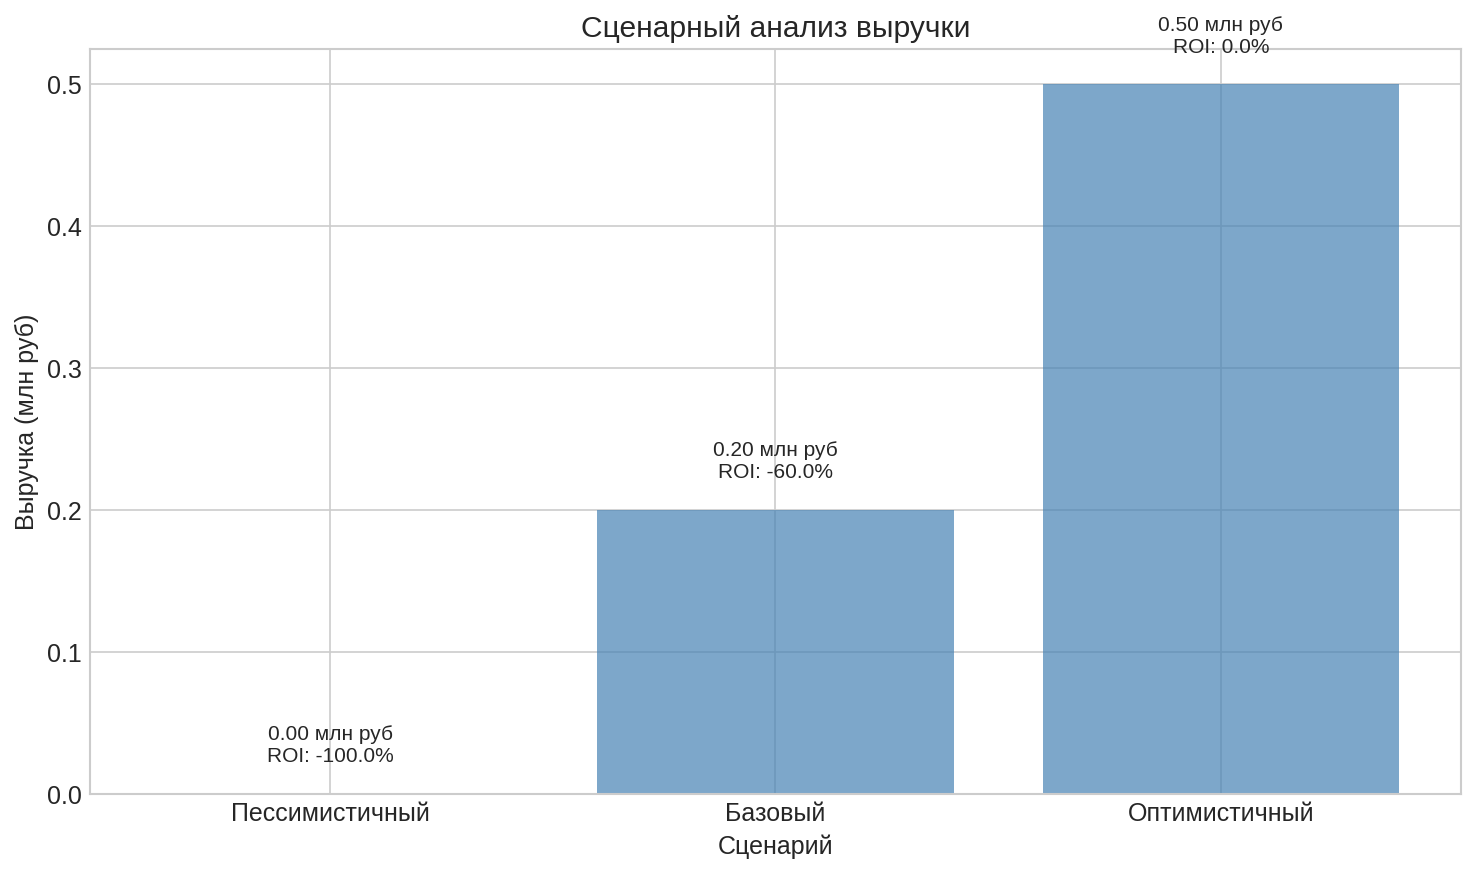 Сценарный анализ выручки
0.50 млн руб
ROI: 0.0%
0.5
0.4
0.3
0.2
0.1
0.0
Выручка (млн руб)
0.20 млн руб
ROI: -60.0%
0.00 млн руб
ROI: -100.0%
Пессимистичный
Базовый
Оптимистичный
Сценарий